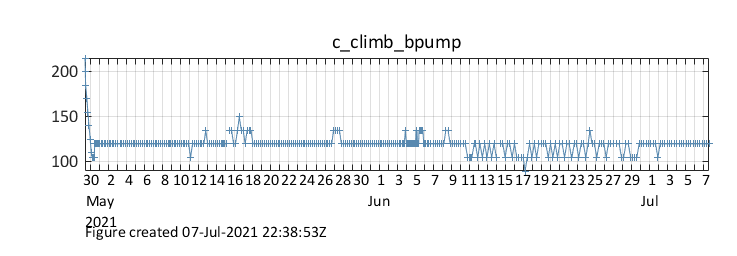 c_climb_bpump
200
150
100
30 2 4 6 8 10 12 14 16 18 20 22 24 26 28 30 1 3 5 7 9 11 13 15 17 19 21 23 25 27 29 1 3 5 7
May Jun Jul
2021
Figure created 07-Jul-2021 22:38:53Z